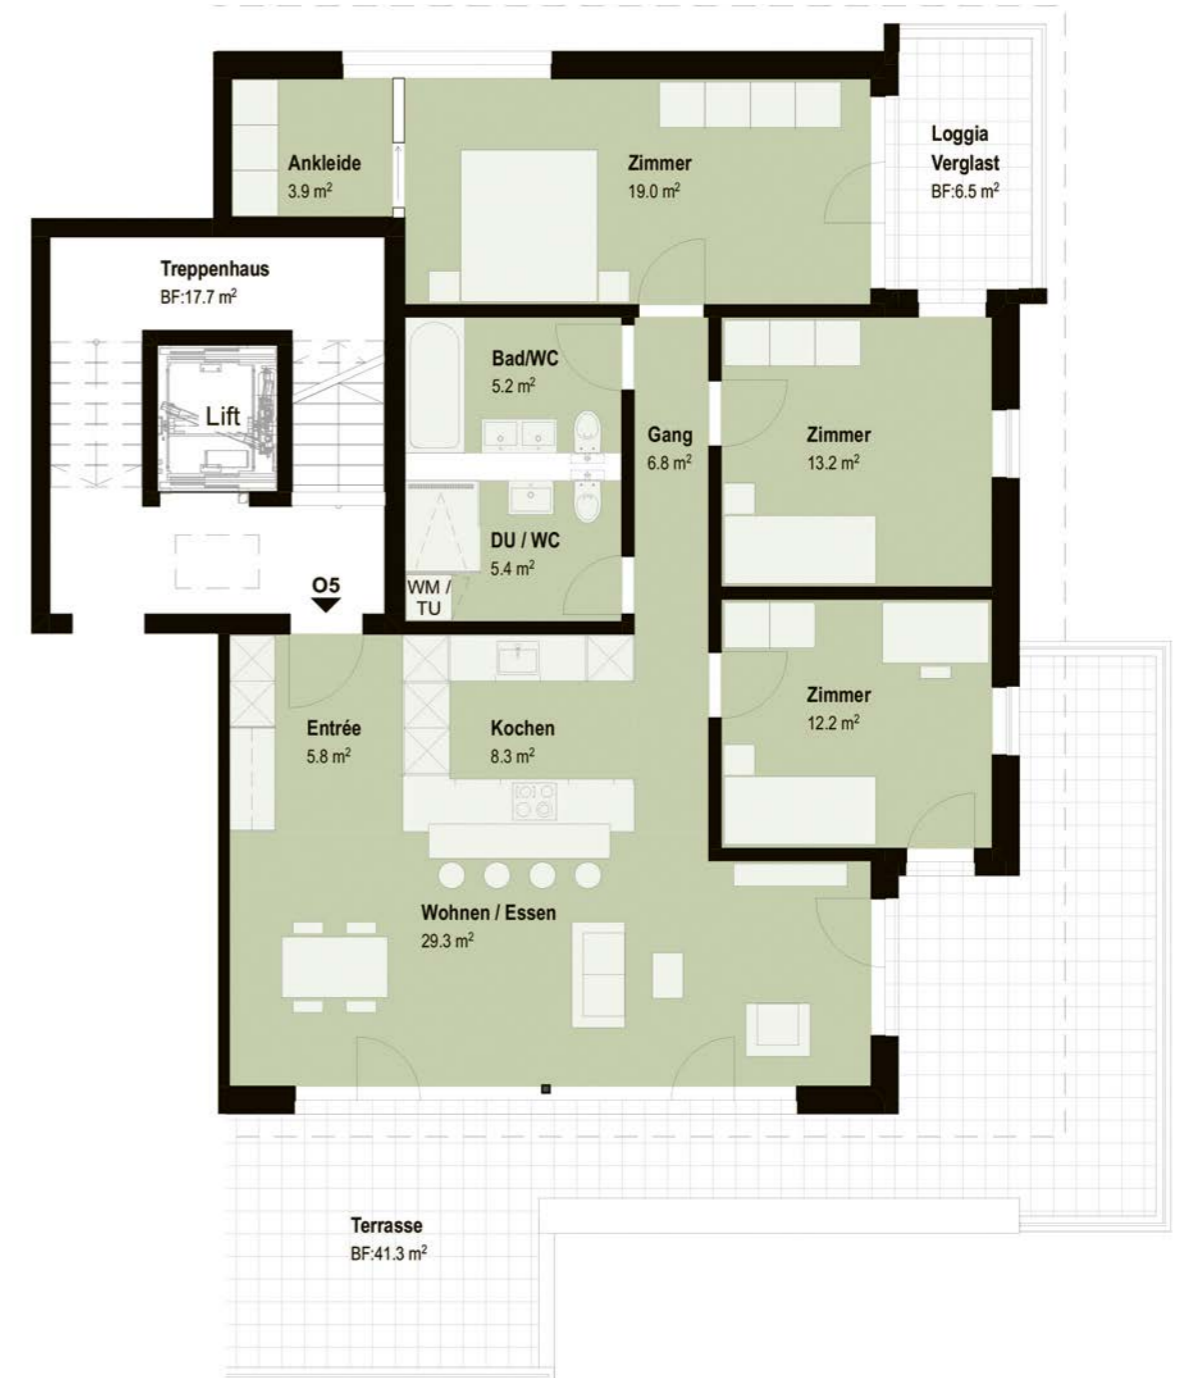 Ankleide
3.9 m²
Zimmer
19.0 m²
Loggia
Verglast
BF:6.5 m²
Treppenhaus
BF:17.7 m²
Lift
Bad/WC
5.2 m²
Gang
6.8 m²
Zimmer
13.2 m²
DU / WC
5.4 m²
WM /
TU
O5
Entrée
5.8 m²
Kochen
8.3 m²
Zimmer
12.2 m²
Wohnen / Essen
29.3 m²
Terrasse
BF:41.3 m²